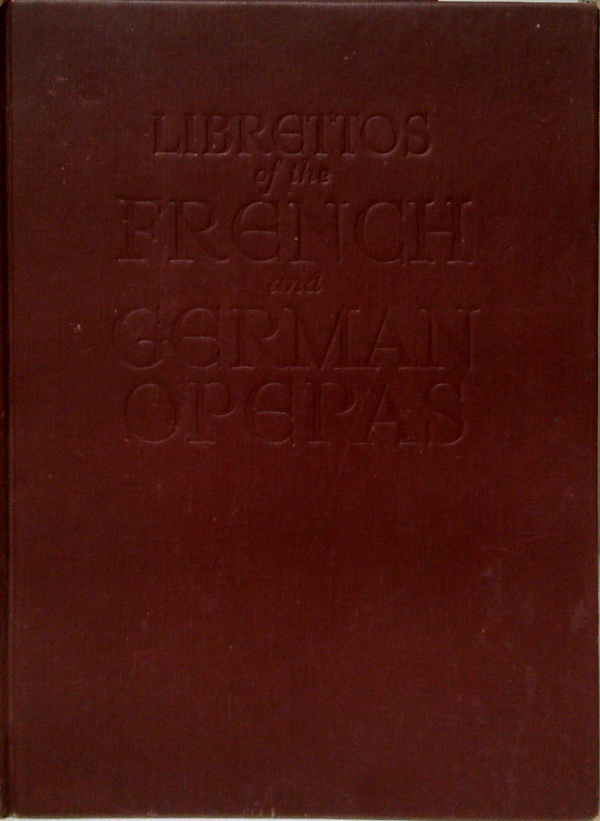 LIBRETTOS
of the
FRENCH
and
GERMAN
OPERAS